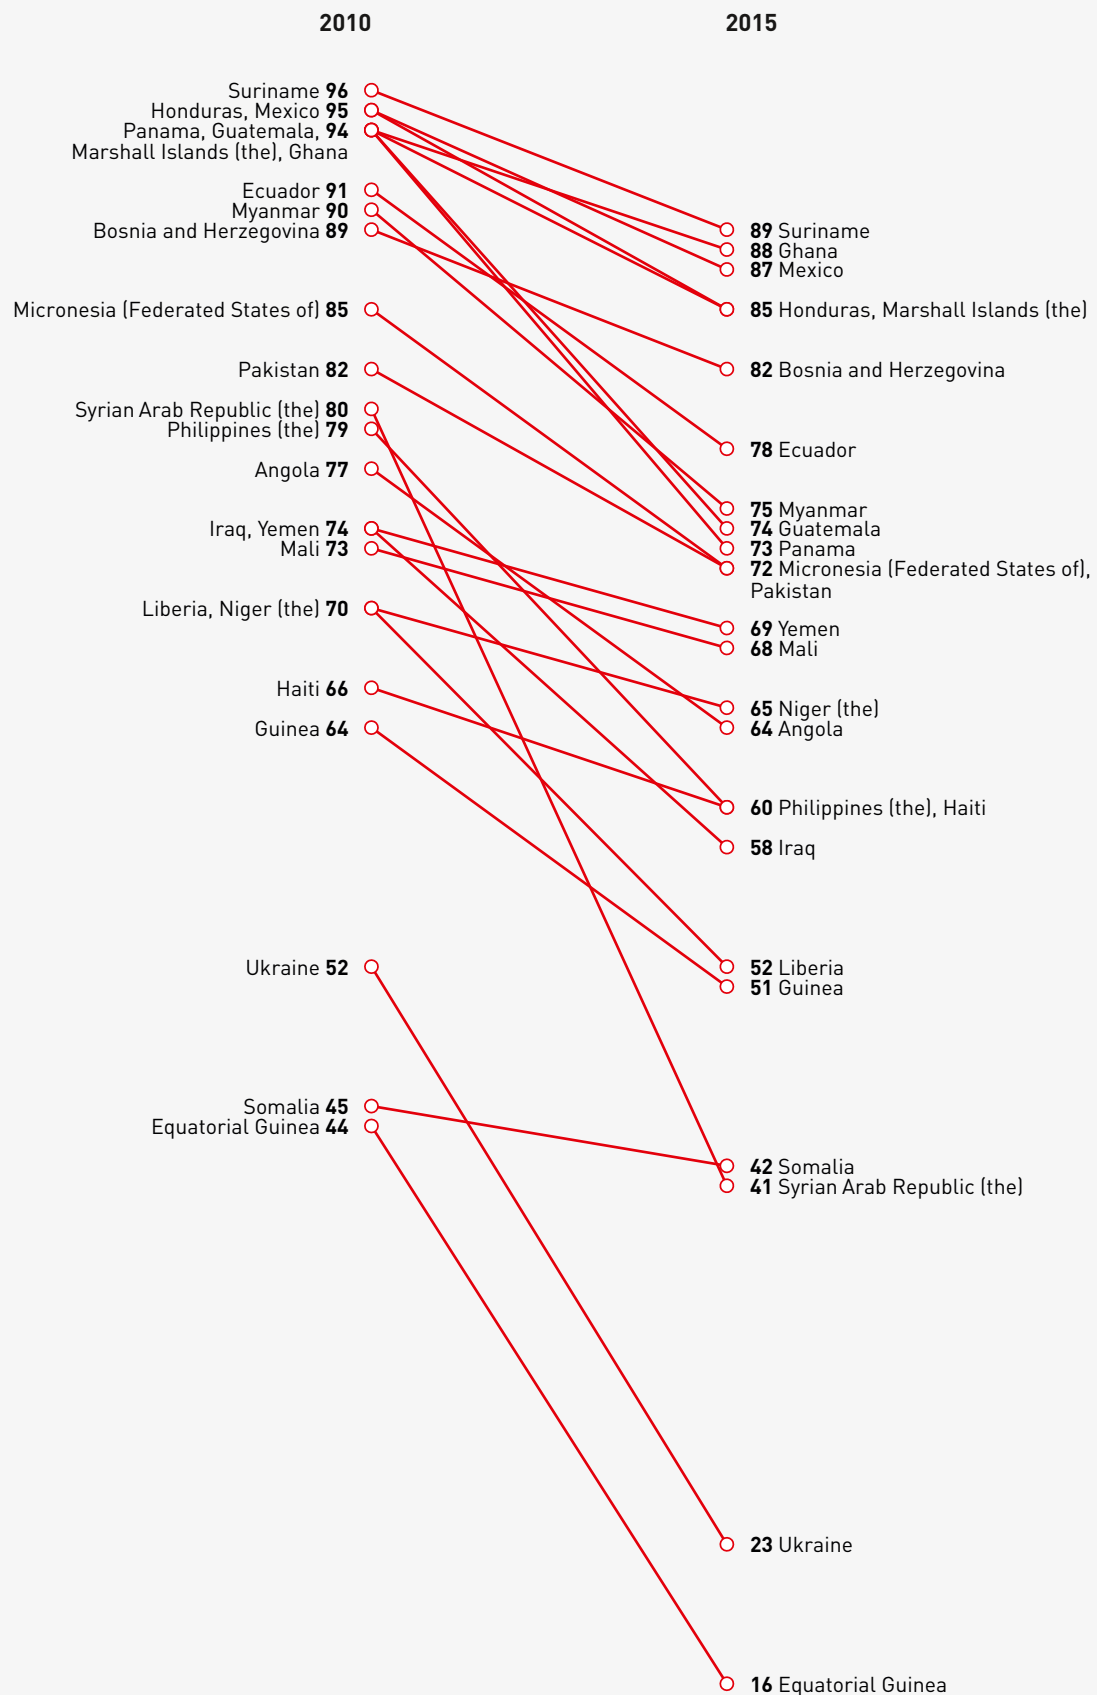 2010
2015
Suriname 96
Honduras, Mexico 95
Panama, Guatemala, 94
Marshall Islands (the), Ghana
Ecuador 91
Myanmar 90
Bosnia and Herzegovina 89
Micronesia (Federated States of) 85
Pakistan 82
Syrian Arab Republic (the) 80
Philippines (the) 79
Angola 77
Iraq, Yemen 74
Mali 73
Liberia, Niger (the) 70
Haiti 66
Guinea 64
Ukraine 52
Somalia 45
Equatorial Guinea 44
89 Suriname
88 Ghana
87 Mexico
85 Honduras, Marshall Islands (the)
82 Bosnia and Herzegovina
78 Ecuador
75 Myanmar
74 Guatemala
73 Panama
72 Micronesia (Federated States of),
Pakistan
69 Yemen
68 Mali
65 Niger (the)
64 Angola
60 Philippines (the), Haiti
58 Iraq
52 Liberia
51 Guinea
42 Somalia
41 Syrian Arab Republic (the)
23 Ukraine
16 Equatorial Guinea